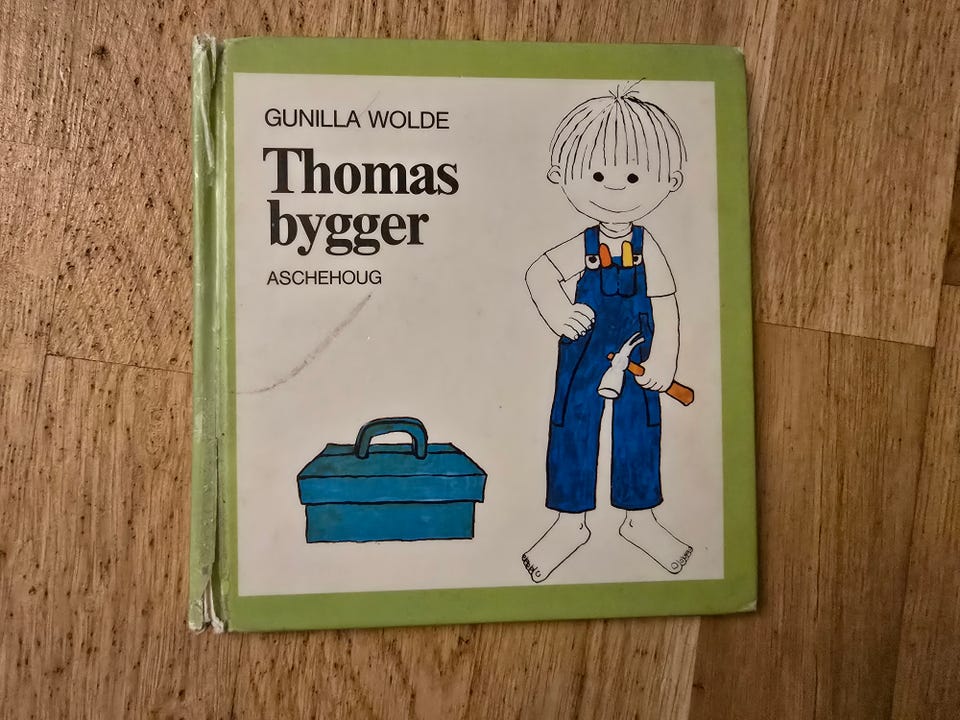 GUNILLA WOLDE
Thomas
bygger
ASCHEHOUG